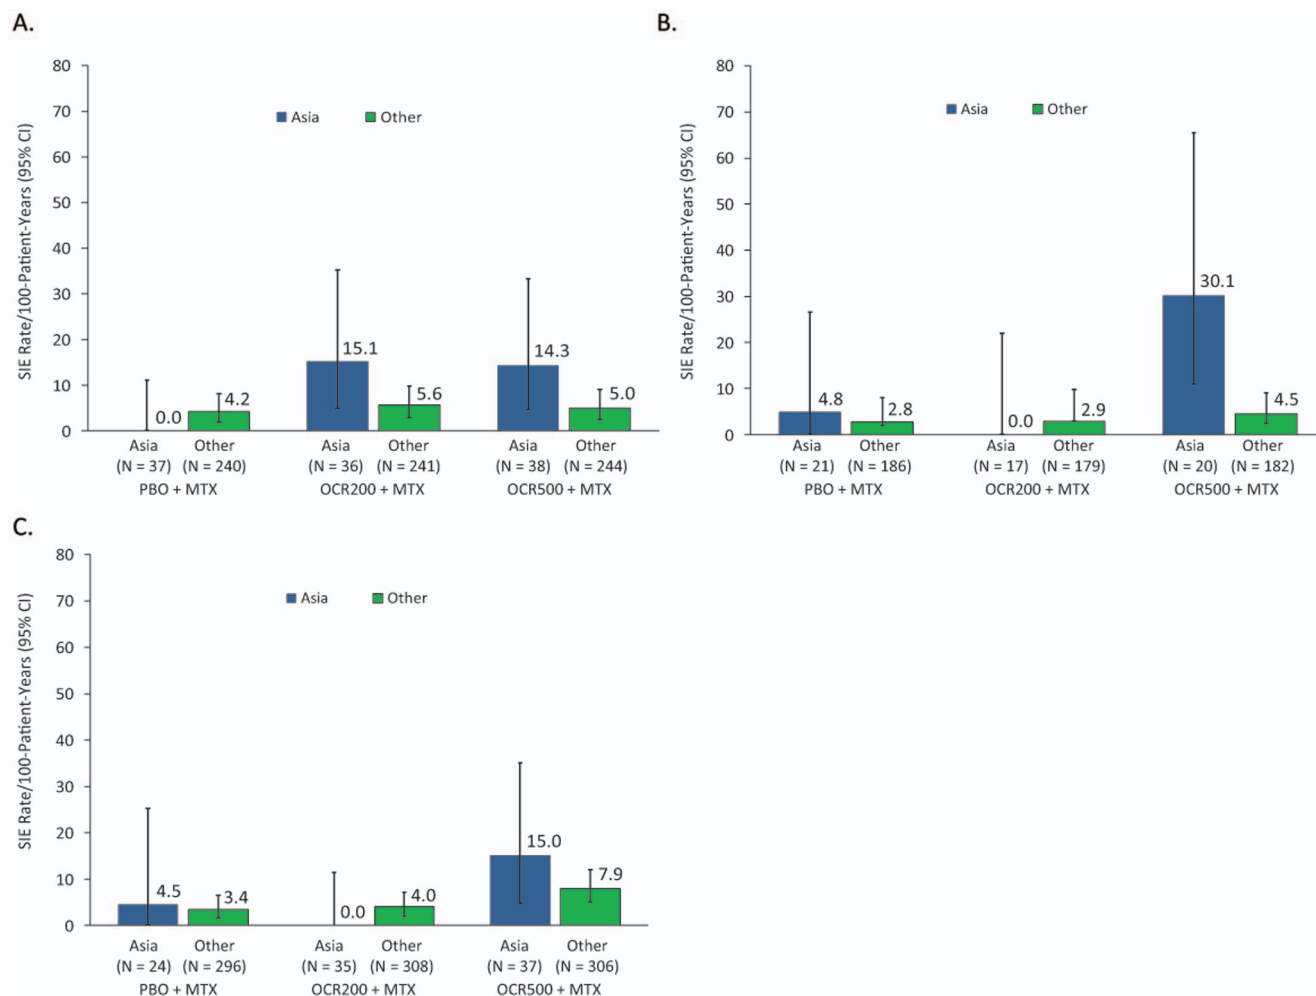 A.
SIE Rate/100-Patient-Years (95% CI)
80
70
60
50
40
30
20
10
0
Asia Other
0.0 4.2 15.1 5.6 14.3 5.0
Asia Other Asia Other Asia Other
(N = 37) (N = 240) (N = 36) (N = 241) (N = 38) (N = 244)
PBO + MTX OCR200 + MTX OCR500 + MTX
B.
SIE Rate/100-Patient-Years (95% CI)
80
70
60
50
40
30
20
10
0
Asia Other
4.8 2.8 0.0 2.9 30.1 4.5
Asia Other Asia Other Asia Other
(N = 21) (N = 186) (N = 17) (N = 179) (N = 20) (N = 182)
PBO + MTX OCR200 + MTX OCR500 + MTX
C.
SIE Rate/100-Patient-Years (95% CI)
80
70
60
50
40
30
20
10
0
Asia Other
4.5 3.4 0.0 4.0 15.0 7.9
Asia Other Asia Other Asia Other
(N = 24) (N = 296) (N = 35) (N = 308) (N = 37) (N = 306)
PBO + MTX OCR200 + MTX OCR500 + MTX